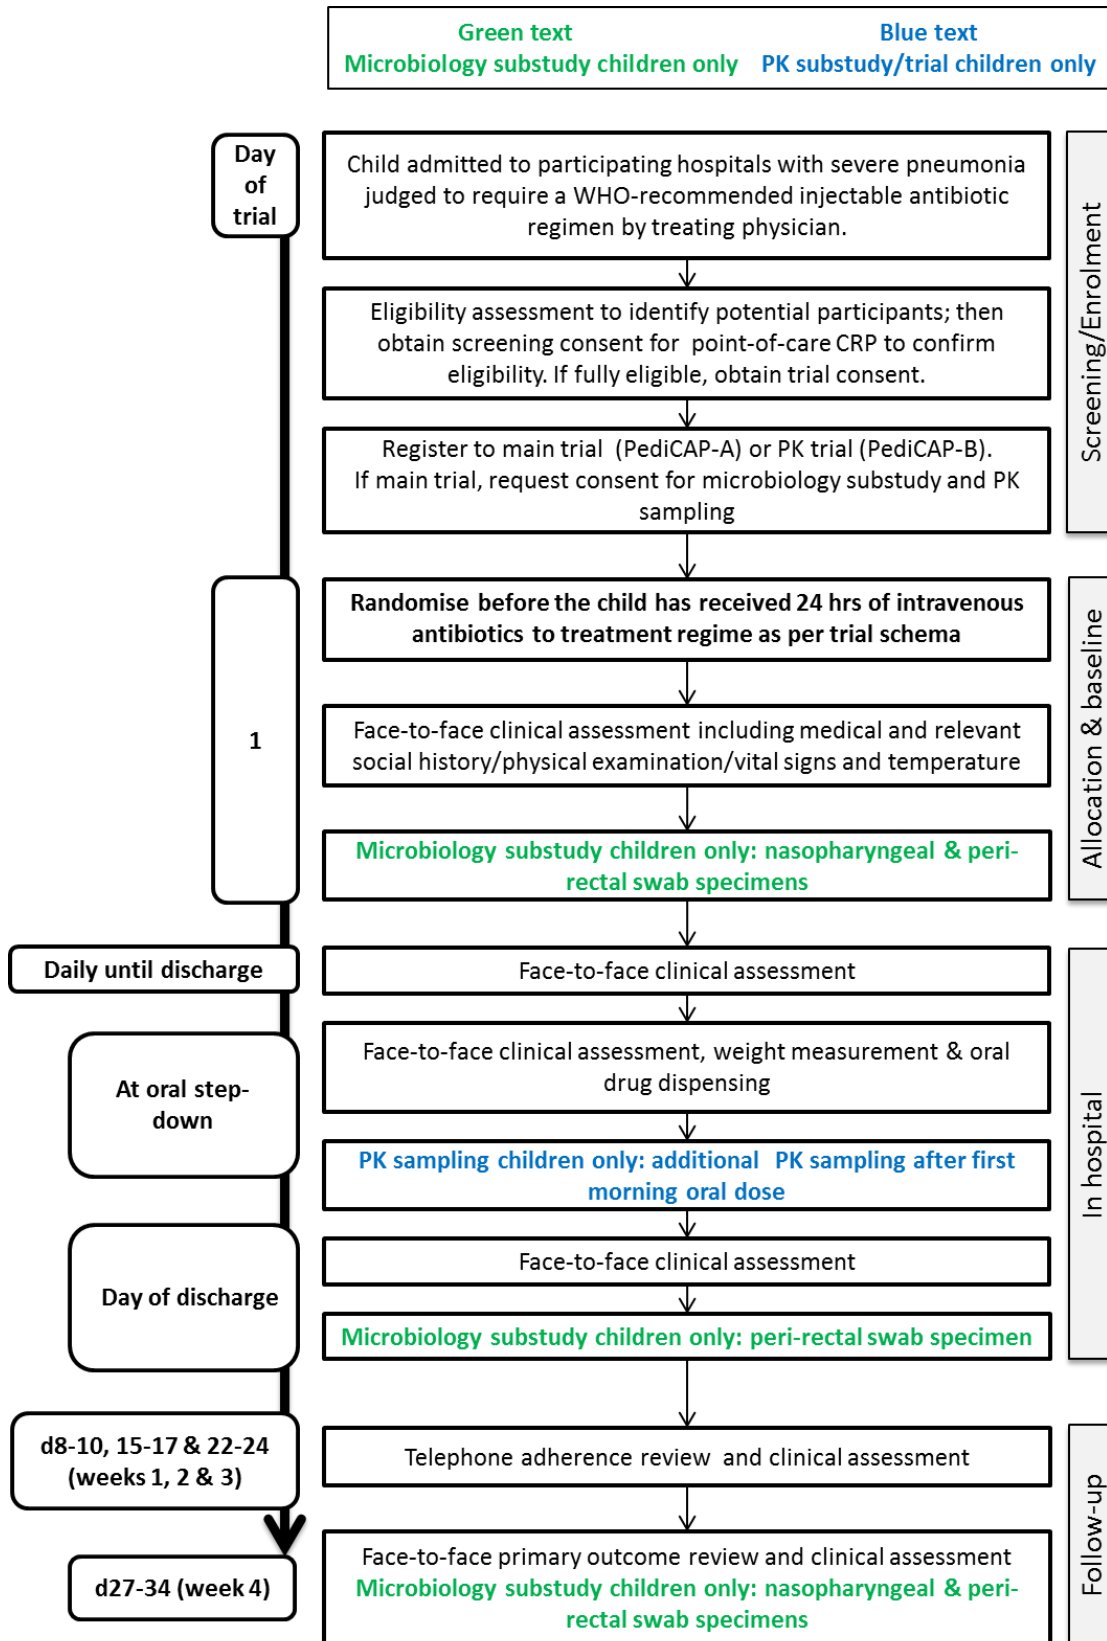 Green text
Microbiology substudy children only
Blue text
PK substudy/trial children only
Day
of
trial
Child admitted to participating hospitals with severe pneumonia
judged to require a WHO-recommended injectable antibiotic
regimen by treating physician.
Eligibility assessment to identify potential participants; then
obtain screening consent for point-of-care CRP to confirm
eligibility. If fully eligible, obtain trial consent.
Register to main trial (PediCAP-A) or PK trial (PediCAP-B).
If main trial, request consent for microbiology substudy and PK
sampling
Screening/Enrolment
1
Randomise before the child has received 24 hrs of intravenous
antibiotics to treatment regime as per trial schema
Face-to-face clinical assessment including medical and relevant
social history/physical examination/vital signs and temperature
Microbiology substudy children only: nasopharyngeal & peri-
rectal swab specimens
Allocation & baseline
Daily until discharge
Face-to-face clinical assessment
At oral step-
down
Face-to-face clinical assessment, weight measurement & oral
drug dispensing
PK sampling children only: additional PK sampling after first
morning oral dose
Day of discharge
Face-to-face clinical assessment
Microbiology substudy children only: peri-rectal swab specimen
In hospital
d8-10, 15-17 & 22-24
(weeks 1, 2 & 3)
Telephone adherence review and clinical assessment
d27-34 (week 4)
Face-to-face primary outcome review and clinical assessment
Microbiology substudy children only: nasopharyngeal & peri-
rectal swab specimens
Follow-up